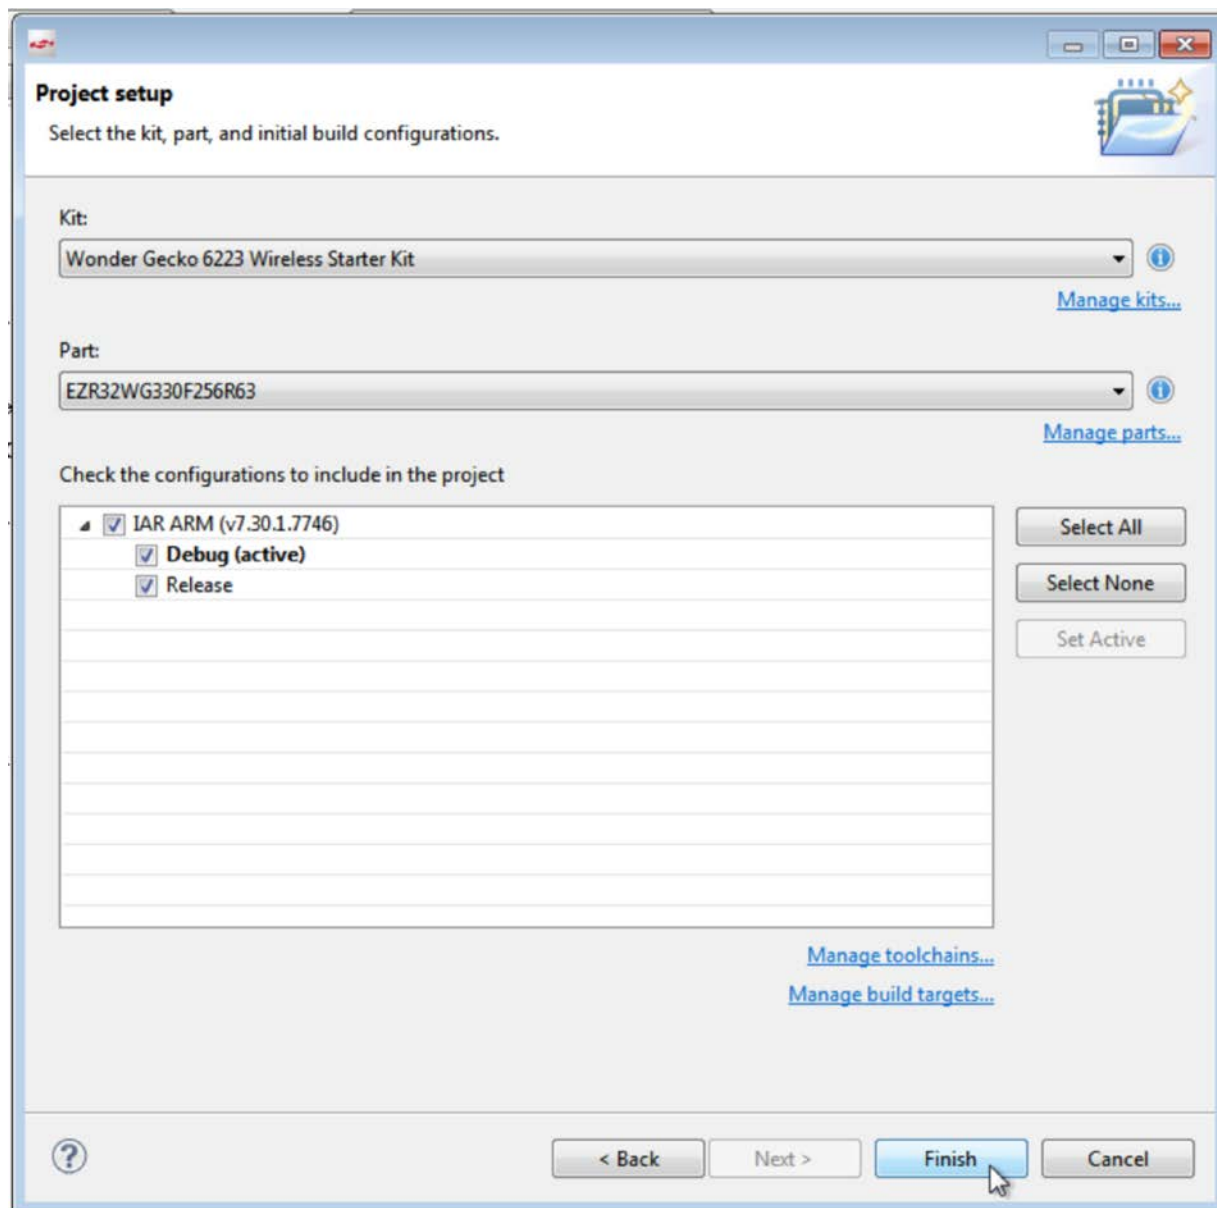 Project setup
Select the kit, part, and initial build configurations.
Kit:
Wonder Gecko 6223 Wireless Starter Kit
Manage kits...
Part:
EZR32WG330F256R63
Manage parts...
Check the configurations to include in the project
IAR ARM (v7.30.1.7746)
Debug (active)
Release
Select All
Select None
Set Active
Manage toolchains...
Manage build targets...
< Back
Next >
Finish
Cancel